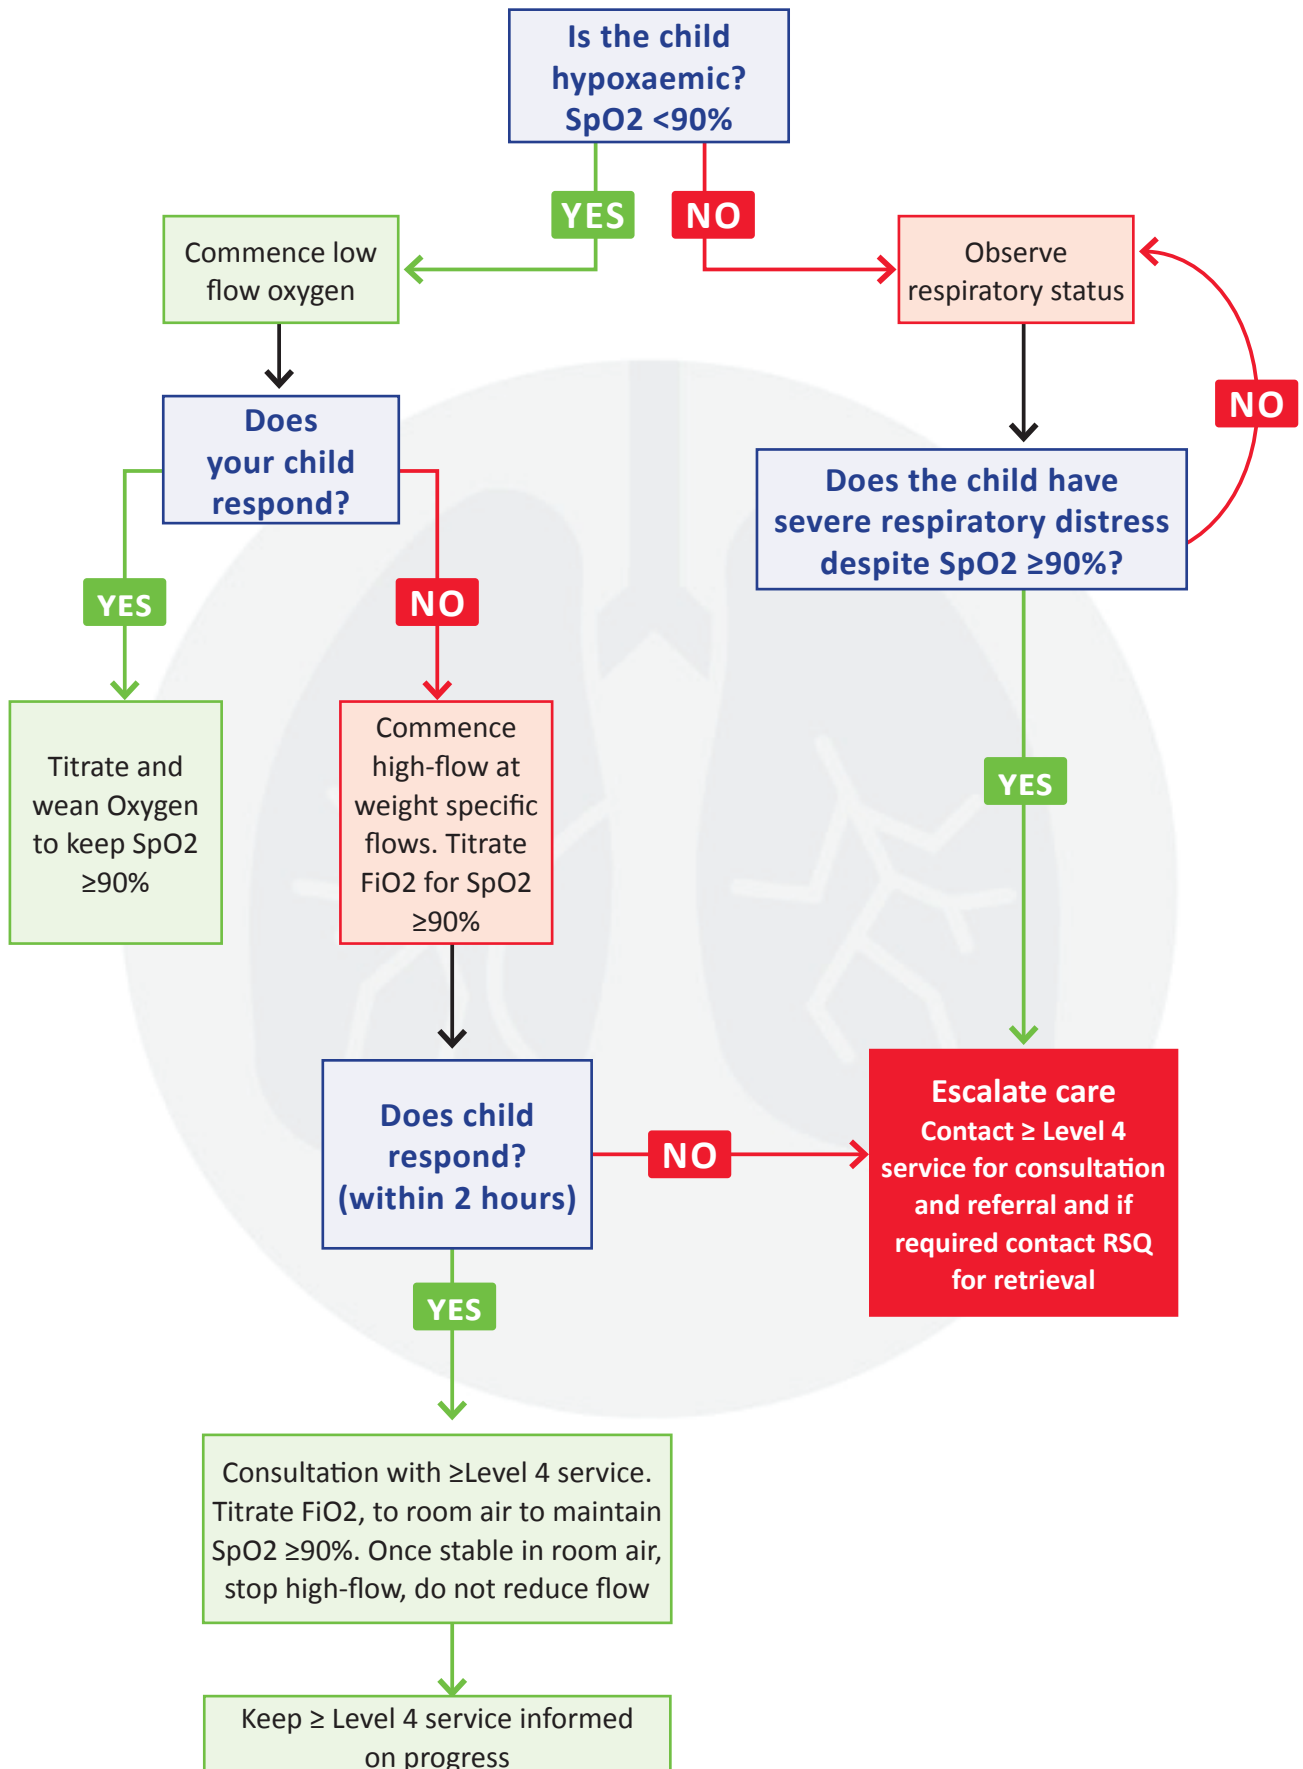 Is the child
hypoxaemic?
SpO2 <90%
YES
NO
Commence low
flow oxygen
Observe
respiratory status
NO
Does
your child
respond?
Does the child have
severe respiratory distress
despite SpO2 ≥90%?
YES
NO
YES
Titrate and
wean Oxygen
to keep SpO2
≥90%
Commence
high-flow at
weight specific
flows. Titrate
FiO2 for SpO2
≥90%
Does child
respond?
(within 2 hours)
NO
Escalate care
Contact ≥ Level 4
service for consultation
and referral and if
required contact RSQ
for retrieval
YES
Consultation with ≥Level 4 service.
Titrate FiO2, to room air to maintain
SpO2 ≥90%. Once stable in room air,
stop high-flow, do not reduce flow
Keep ≥ Level 4 service informed
on progress